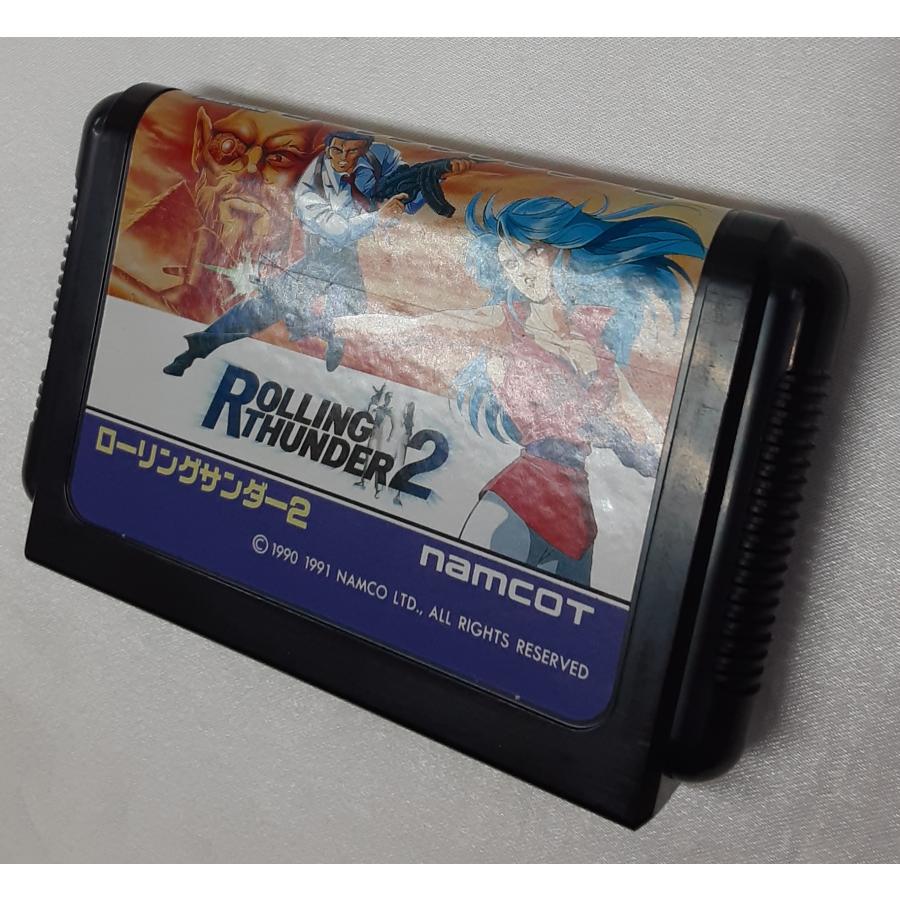 ROLLING
THUNDER 2
ローリングサンダー2
namcot
© 1990 1991 NAMCO LTD., ALL RIGHTS RESERVED